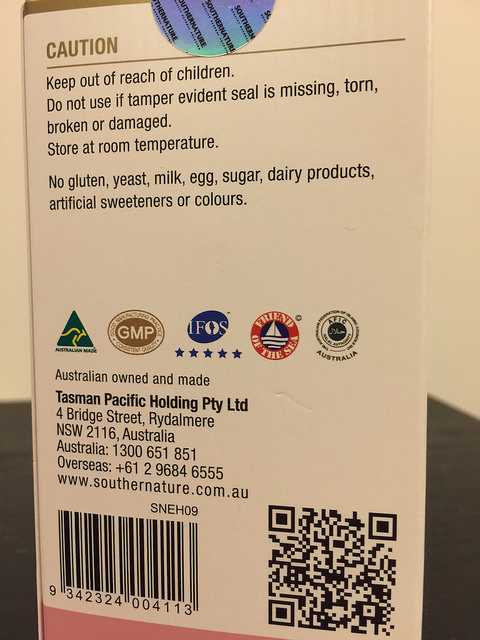 SOUTHERNATURE
CAUTION
Keep out of reach of children.
Do not use if tamper evident seal is missing, torn,
broken or damaged.
Store at room temperature.
No gluten, yeast, milk, egg, sugar, dairy products,
artificial sweeteners or colours.
AUSTRALIAN MADE
GMP
IFOS
FRIEND
OF THE SEA
©
AFIC
AUSTRALIA
Australian owned and made
Tasman Pacific Holding Pty Ltd
4 Bridge Street, Rydalmere
NSW 2116, Australia
Australia: 1300 651 851
Overseas: +61 2 9684 6555
www.southernature.com.au
SNEH09
9 342324 004113